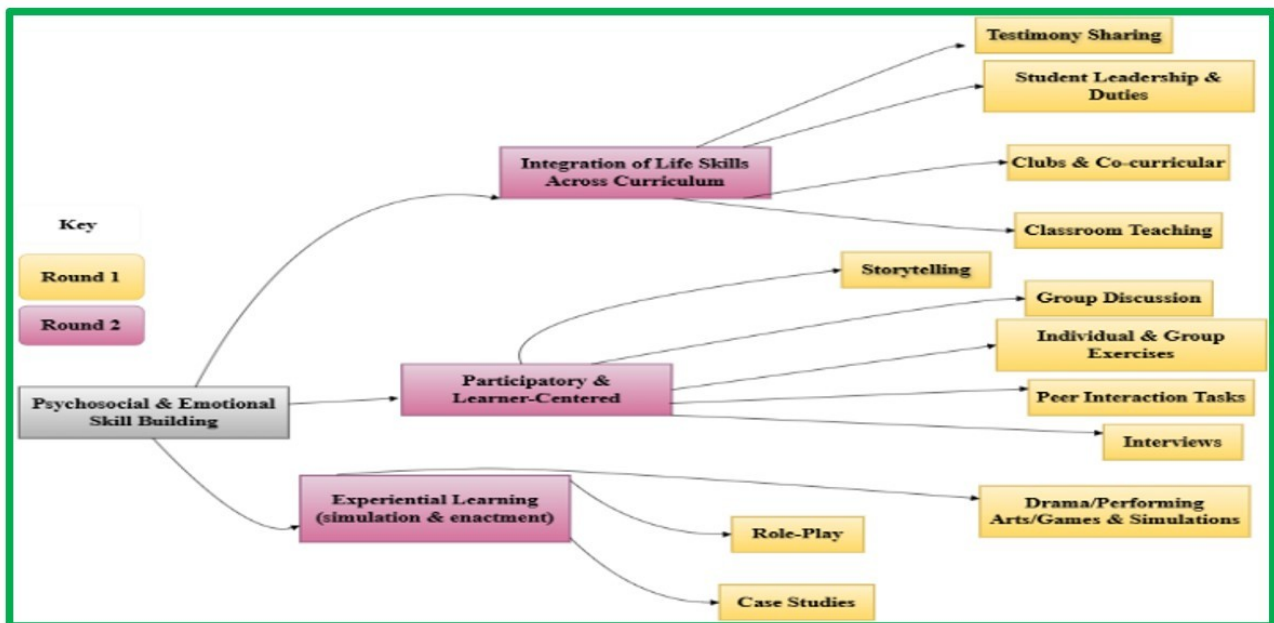 Testimony Sharing
Student Leadership &
Duties
Integration of Life Skills
Across Curriculum
Clubs & Co-curricular
Classroom Teaching
Key
Round 1
Round 2
Storytelling
Group Discussion
Individual & Group
Exercises
Participatory &
Learner-Centered
Peer Interaction Tasks
Interviews
Psychosocial & Emotional
Skill Building
Experiential Learning
(simulation & enactment)
Drama/Performing
Arts/Games & Simulations
Role-Play
Case Studies